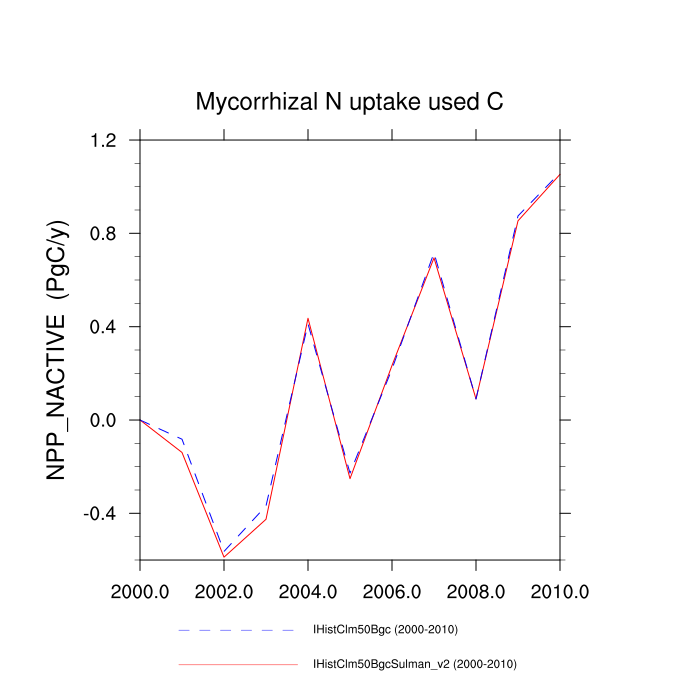 Mycorrhizal N uptake used C
NPP_NACTIVE (PgC/y)
1.2
0.8
0.4
0.0
-0.4
2000.0 2002.0 2004.0 2006.0 2008.0 2010.0
IHistClm50Bgc (2000-2010)
IHistClm50BgcSulman_v2 (2000-2010)